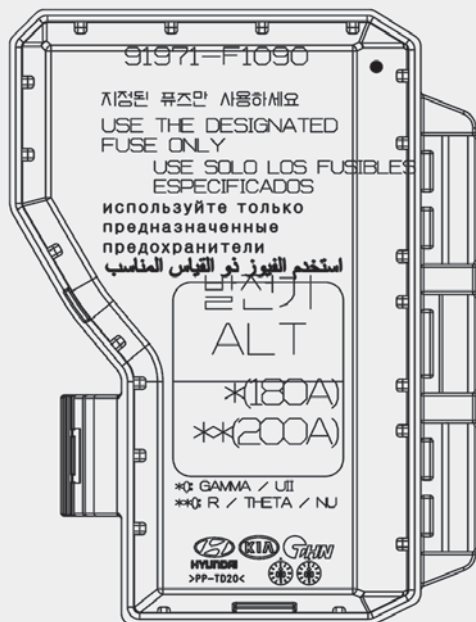 91971-F1090
지정된 퓨즈만 사용하세요
USE THE DESIGNATED
FUSE ONLY
USE SOLO LOS FUSIBLES
ESPECIFICADOS
используйте только
предназначенные
предохранители
استخدم الفيوز ذو القياس المناسب
발전기
ALT
*(180A)
**(200A)
*(): GAMMA / UII
**(): R / THETA / NU
HYUNDAI
KIA
THN
>PP-TD20<